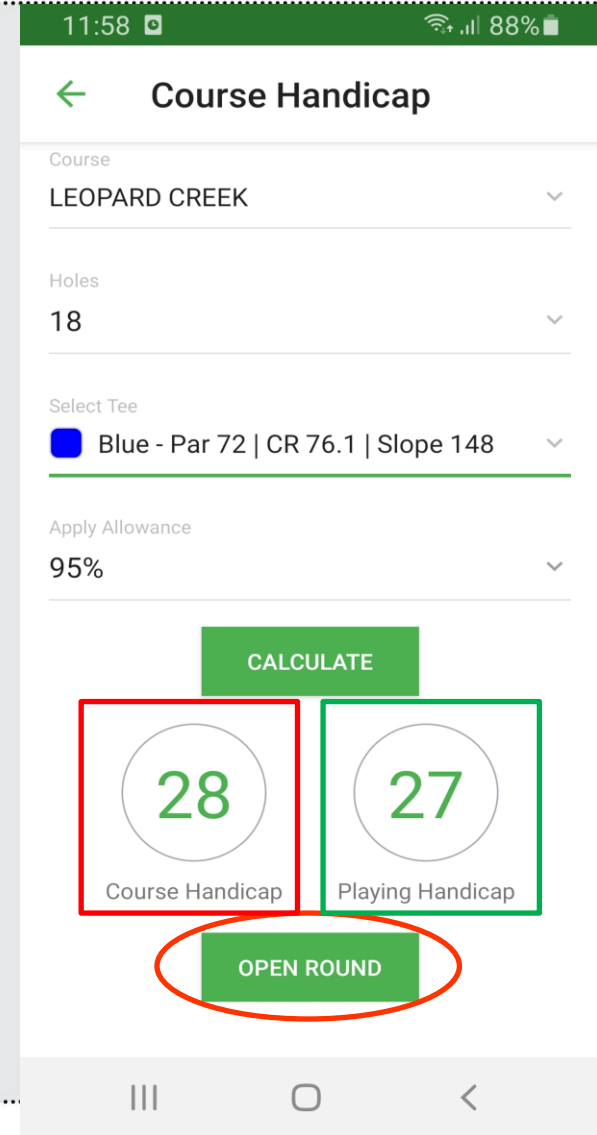 11:58 88%
Course Handicap
Course
LEOPARD CREEK
Holes
18
Select Tee
Blue - Par 72 | CR 76.1 | Slope 148
Apply Allowance
95%
CALCULATE
28 27
Course Handicap Playing Handicap
OPEN ROUND